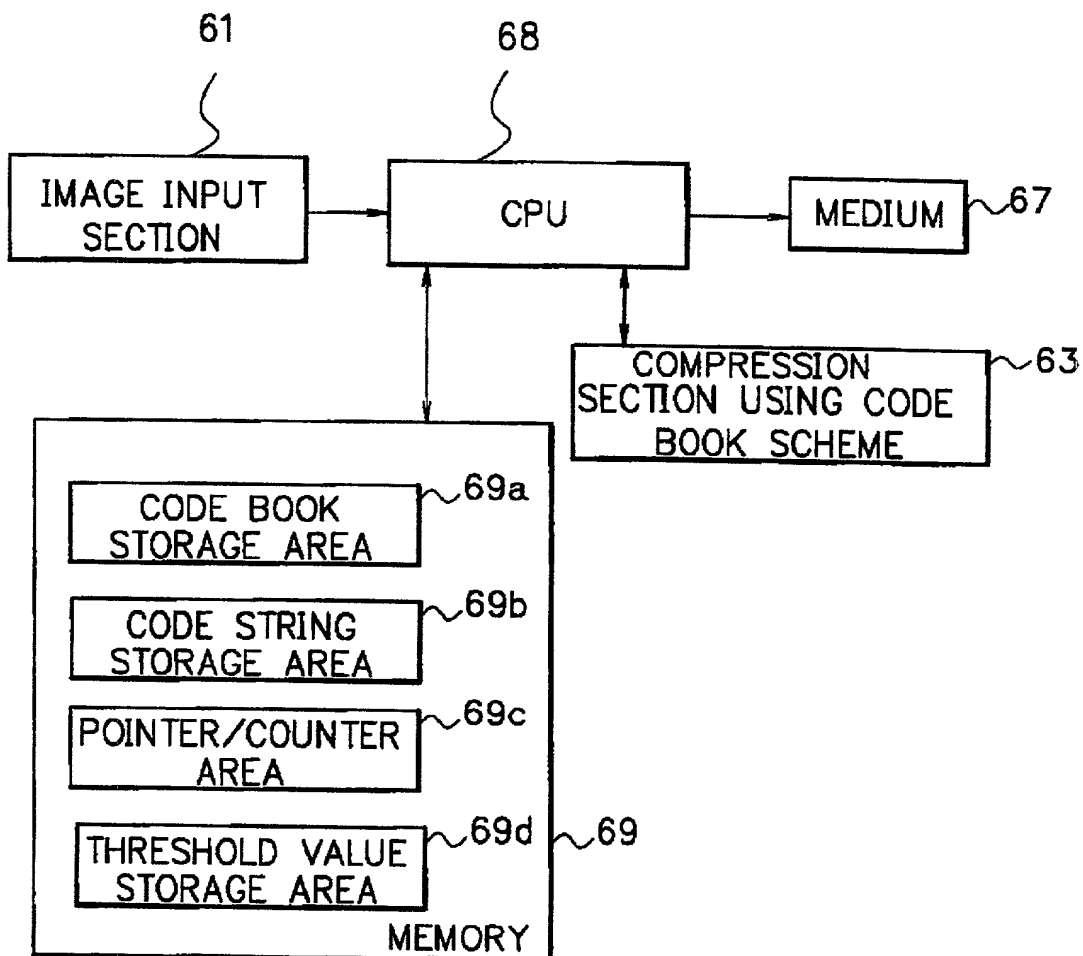 61
68
IMAGE INPUT
SECTION
CPU
MEDIUM
67
COMPRESSION
SECTION USING CODE
BOOK SCHEME
63
CODE BOOK
STORAGE AREA
69a
CODE STRING
STORAGE AREA
69b
POINTER/COUNTER
AREA
69c
THRESHOLD VALUE
STORAGE AREA
69d
69
MEMORY